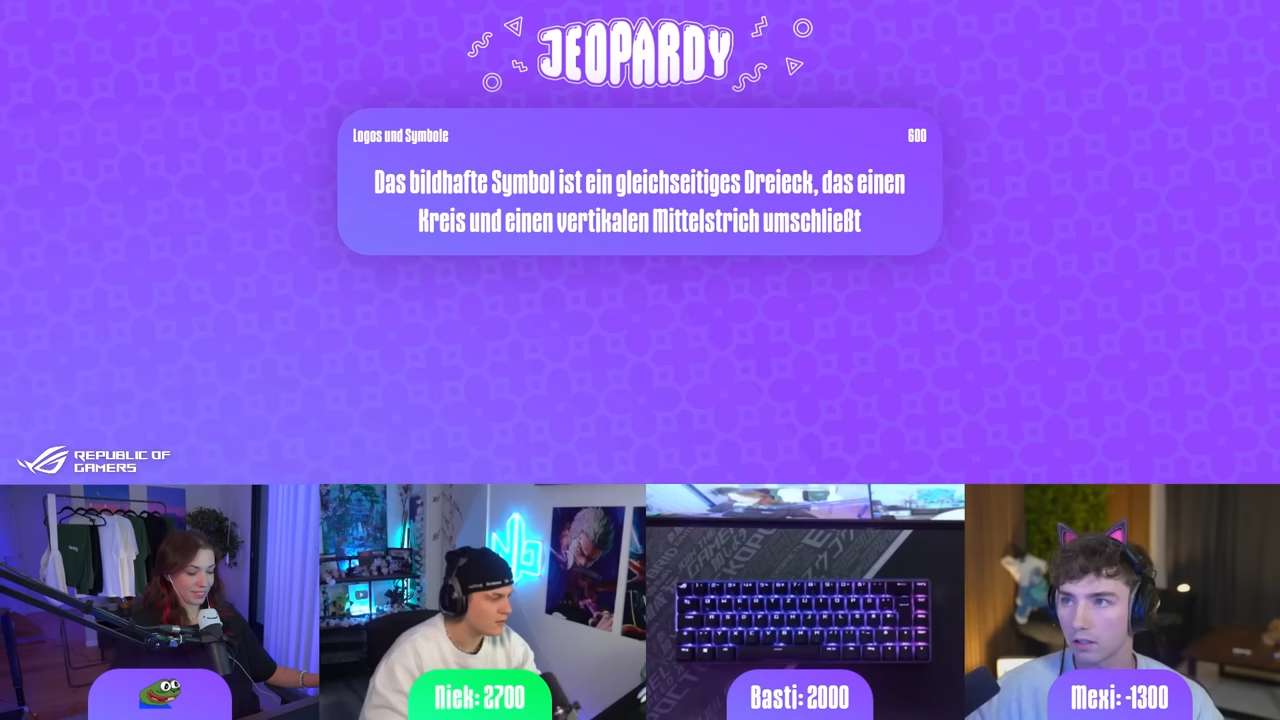 JEOPARDY
Logos und Symbole
600
Das bildhafte Symbol ist ein gleichseitiges Dreieck, das einen
Kreis und einen vertikalen Mittelstrich umschließt
REPUBLIC OF
GAMERS
Niek: 2700
Basti: 2000
Mexi: -1300